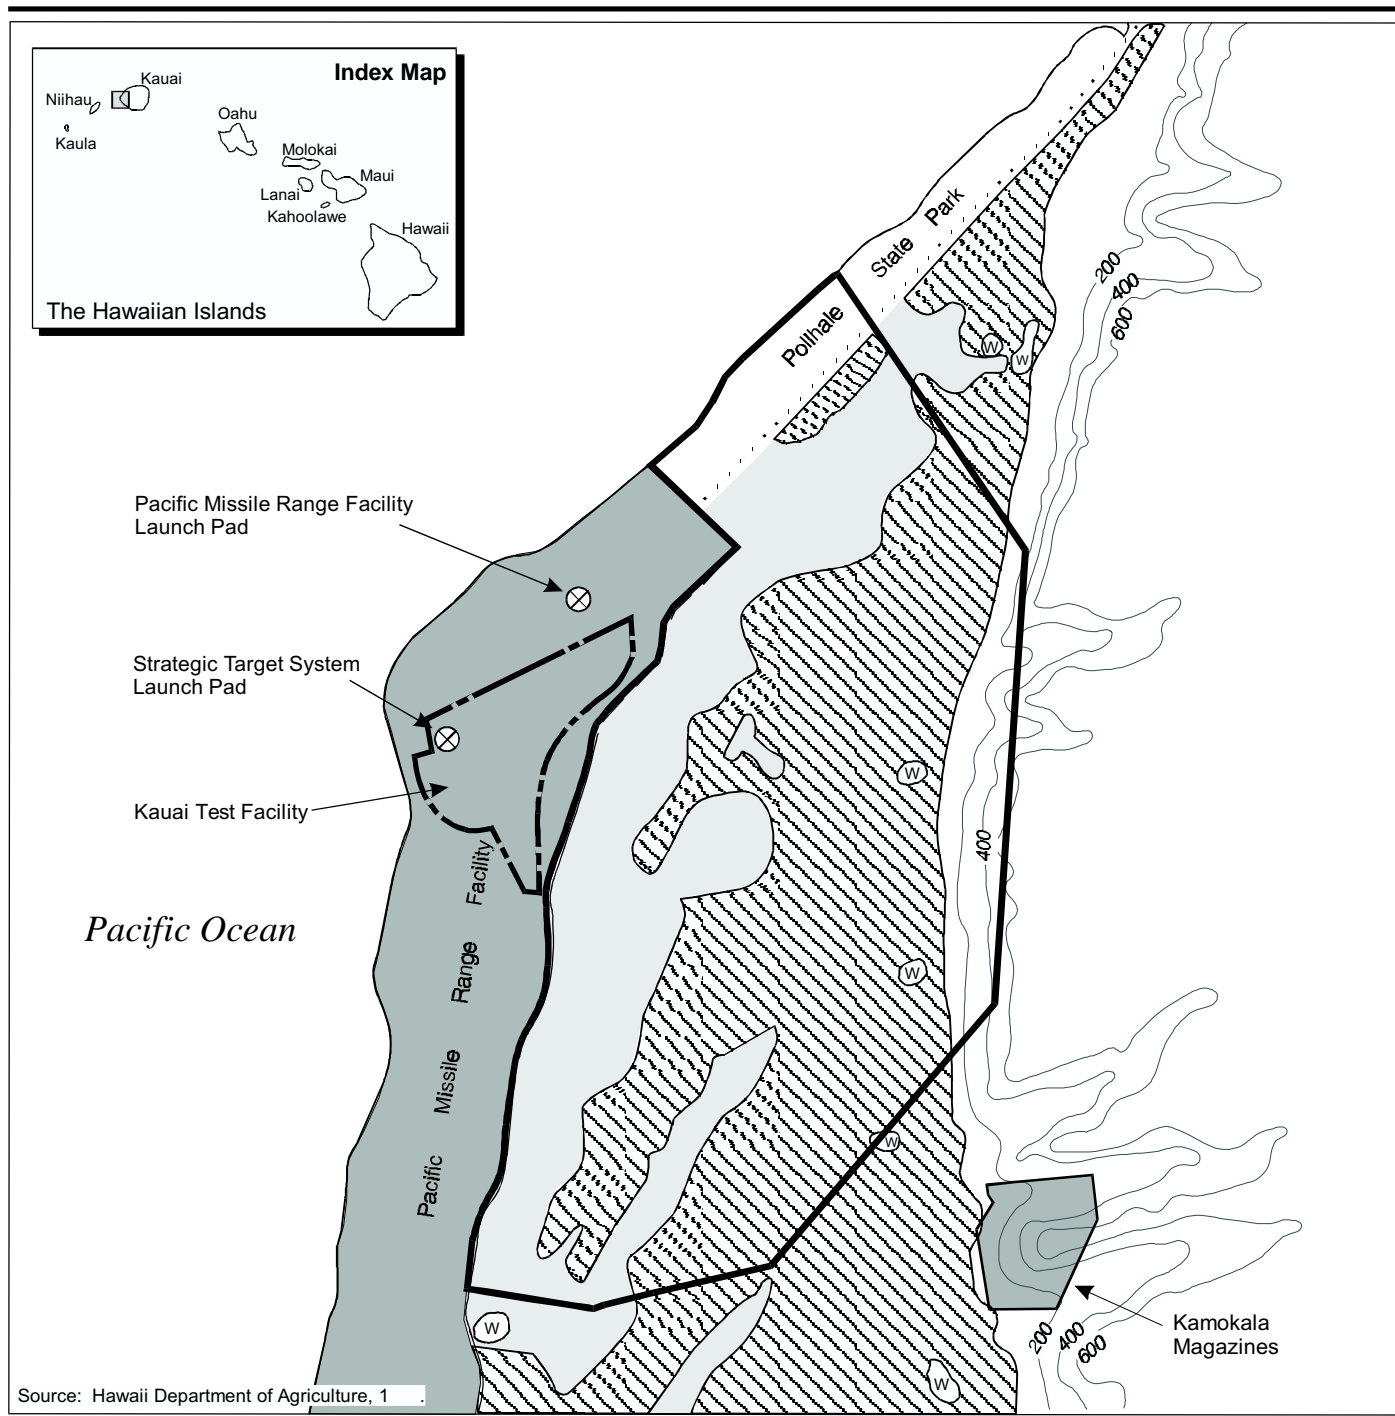 Index Map
Kauai
Niihau
Kaula
Oahu
Molokai
Maui
Lanai
Kahoolawe
Hawaii
The Hawaiian Islands
Pollhale State Park
200
400
600
W
W
Pacific Missile Range Facility
Launch Pad
Strategic Target System
Launch Pad
Kauai Test Facility
W
400
Pacific Ocean
Pacific Missile Range Facility
W
W
W
W
200
400
600
Kamokala
Magazines
Source: Hawaii Department of Agriculture, 1 .